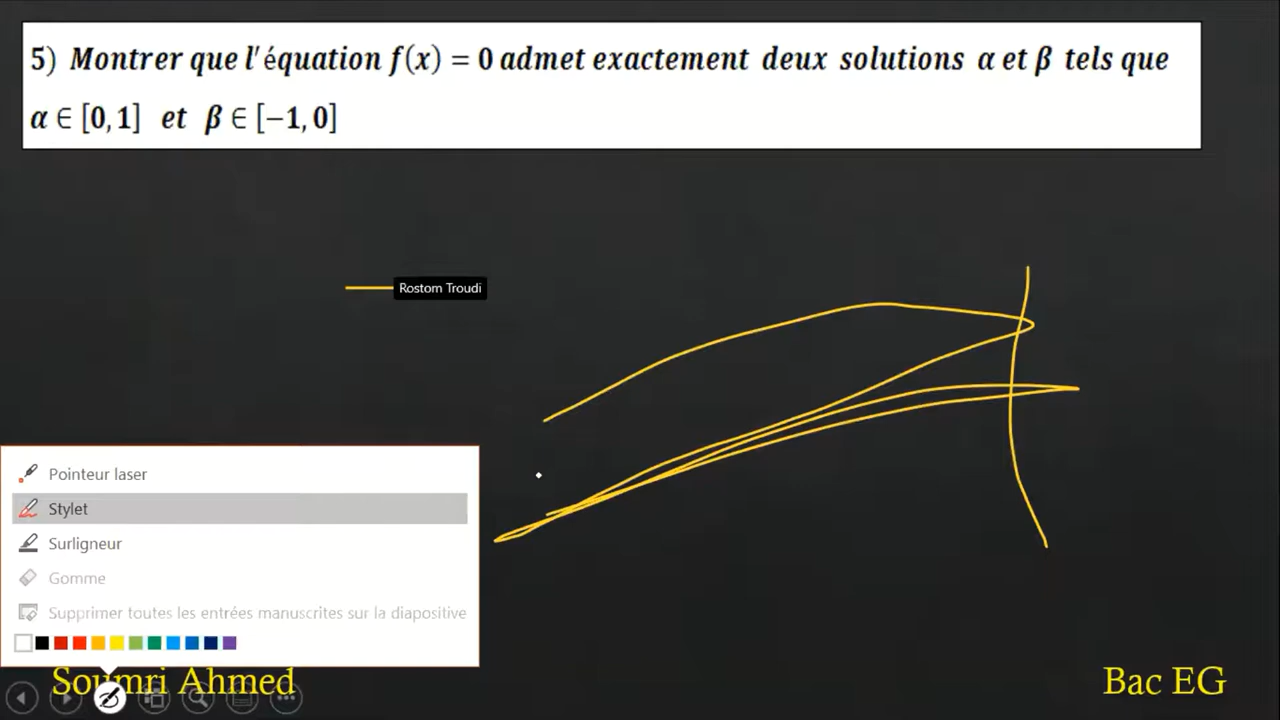 5) Montrer que l'équation f(x) = 0 admet exactement deux solutions α et β tels que
α ∈ [0, 1] et β ∈ [−1, 0]
Rostom Troudi
Pointeur laser
Stylet
Surligneur
Gomme
Supprimer toutes les entrées manuscrites sur la diapositive
Soumri Ahmed
Bac EG